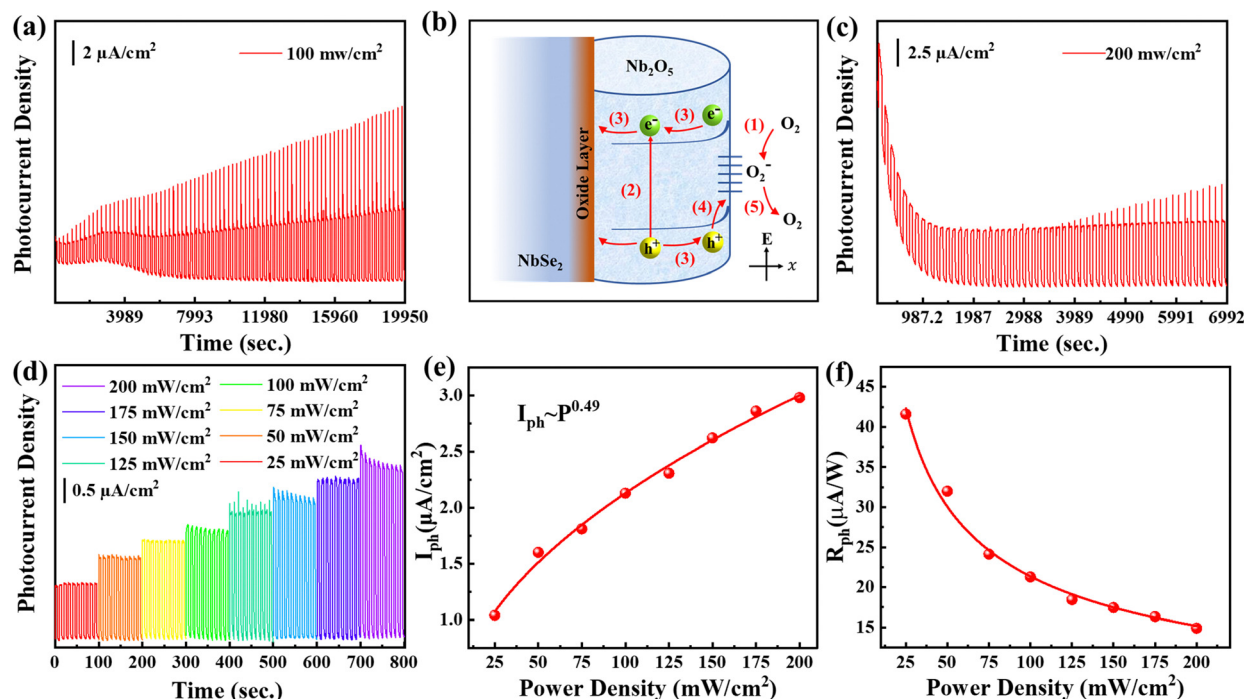 (a)
2 μA/cm²
100 mw/cm²
Photocurrent Density
3989 7993 11980 15960 19950
Time (sec.)
(b)
Nb₂O₅
Oxide Layer
NbSe₂
e⁻
e⁻
(3)
(3)
(1)
O₂
(2)
O₂⁻
(4)
(5)
O₂
h⁺
h⁺
(3)
E
x
(c)
2.5 μA/cm²
200 mw/cm²
Photocurrent Density
987.2 1987 2988 3989 4990 5991 6992
Time (sec.)
(d)
200 mW/cm² 100 mW/cm²
175 mW/cm² 75 mW/cm²
150 mW/cm² 50 mW/cm²
125 mW/cm² 25 mW/cm²
0.5 μA/cm²
Photocurrent Density
0 100 200 300 400 500 600 700 800
Time (sec.)
(e)
I_ph~P^0.49
I_ph(μA/cm²)
3.0
2.5
2.0
1.5
1.0
25 50 75 100 125 150 175 200
Power Density (mW/cm²)
(f)
R_ph(μA/W)
45
40
35
30
25
20
15
25 50 75 100 125 150 175 200
Power Density (mW/cm²)